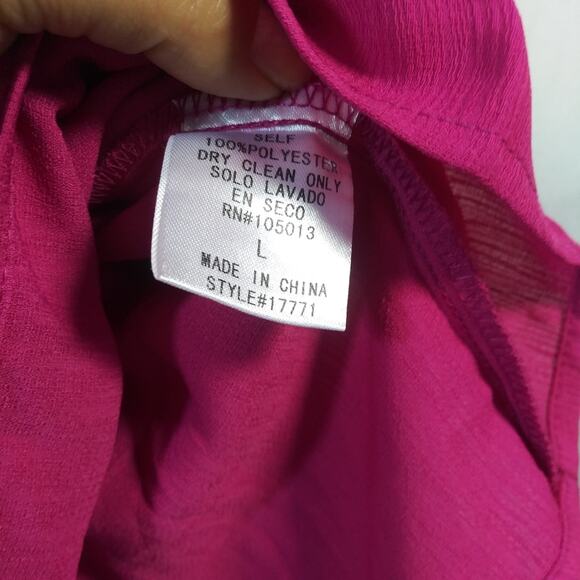 SELF
100%POLYESTER
DRY CLEAN ONLY
SOLO LAVADO
EN SECO
RN#105013
L
MADE IN CHINA
STYLE#17771